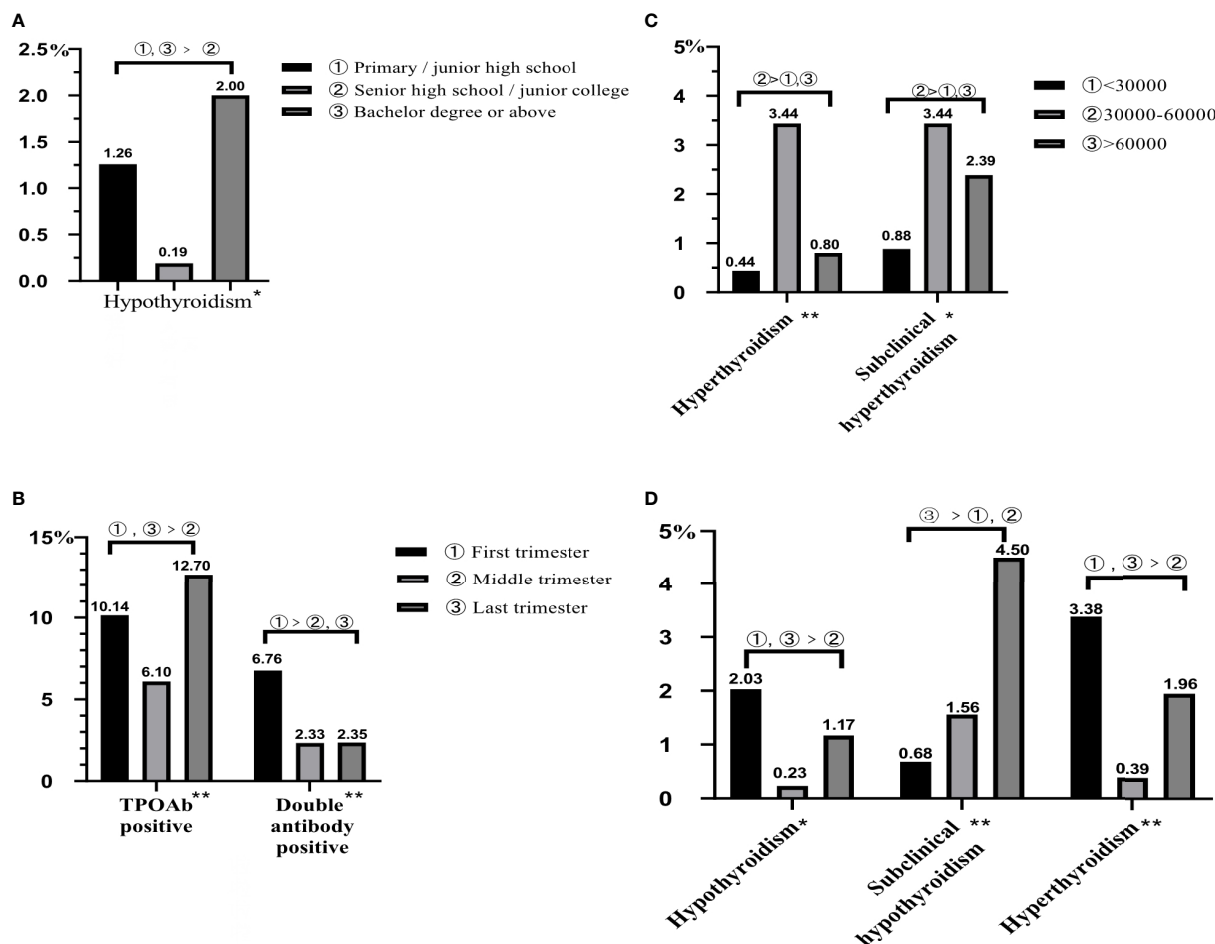 A
2.5%
2.0
1.5
1.0
0.5
0.0
①, ③ > ②
1.26
0.19
2.00
Hypothyroidism*
① Primary / junior high school
② Senior high school / junior college
③ Bachelor degree or above
C
5%
4
3
2
1
0
②>①,③
0.44
3.44
0.80
②>①,③
0.88
3.44
2.39
Hyperthyroidism **
Subclinical *
hyperthyroidism
①<30000
②30000-60000
③>60000
B
15%
10
5
0
①, ③ > ②
10.14
6.10
12.70
① > ②, ③
6.76
2.33
2.35
TPOAb**
positive
Double**
antibody
positive
① First trimester
② Middle trimester
③ Last trimester
D
5%
4
3
2
1
0
①, ③ > ②
2.03
0.23
1.17
③ > ①, ②
0.68
1.56
4.50
①, ③ > ②
3.38
0.39
1.96
Hypothyroidism*
Subclinical **
hypothyroidism
Hyperthyroidism**